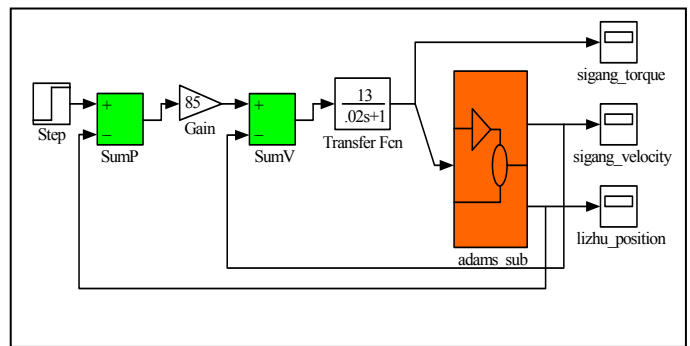 sigang_torque
Step
+
−
SumP
85
Gain
+
−
SumV
13
.02s+1
Transfer Fcn
adams_sub
sigang_velocity
lizhu_position